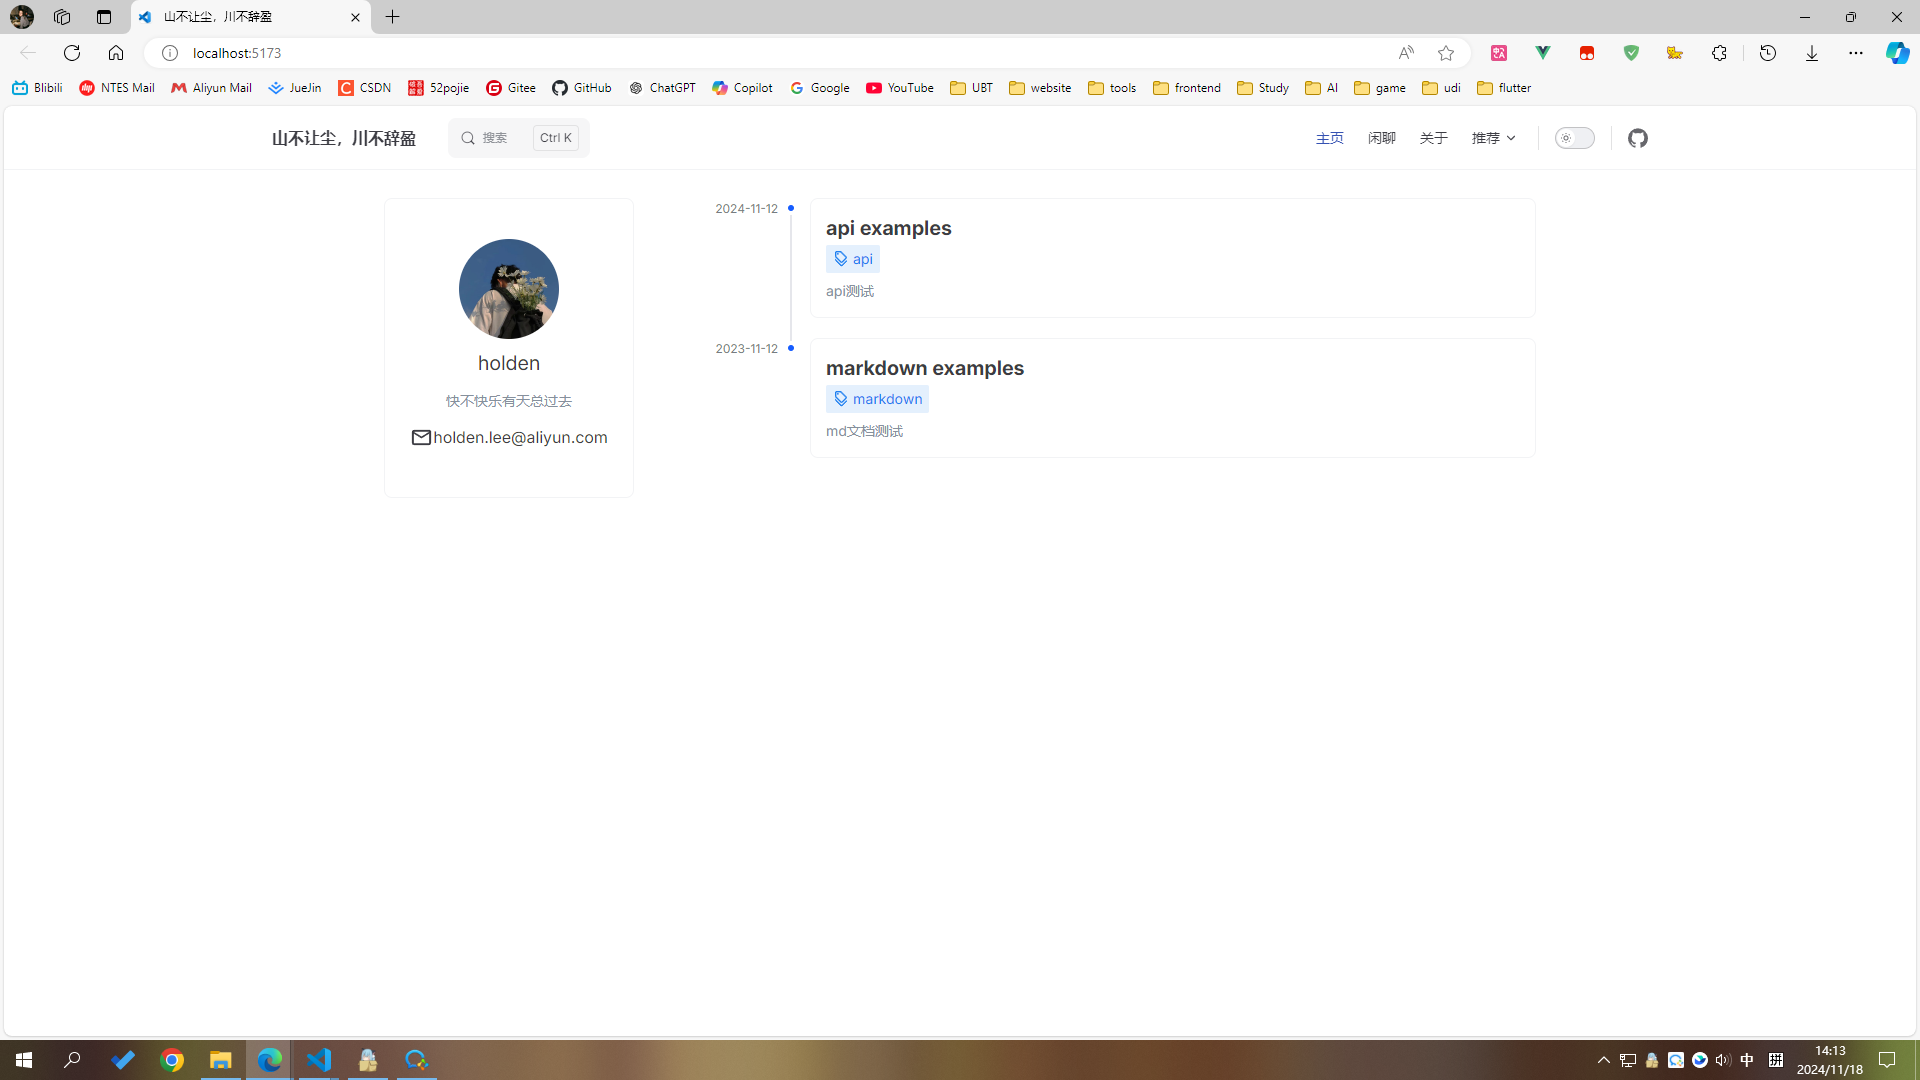 山不让尘，川不辞盈
localhost:5173
Blibili NTES Mail Aliyun Mail JueJin CSDN 52pojie Gitee GitHub ChatGPT Copilot Google YouTube UBT website tools frontend Study AI game udi flutter
山不让尘，川不辞盈 搜索 Ctrl K 主页 闲聊 关于 推荐
2024-11-12
api examples
api
api测试
2023-11-12
markdown examples
markdown
md文档测试
holden
快不快乐有天总过去
holden.lee@aliyun.com
中 拼 14:13
2024/11/18